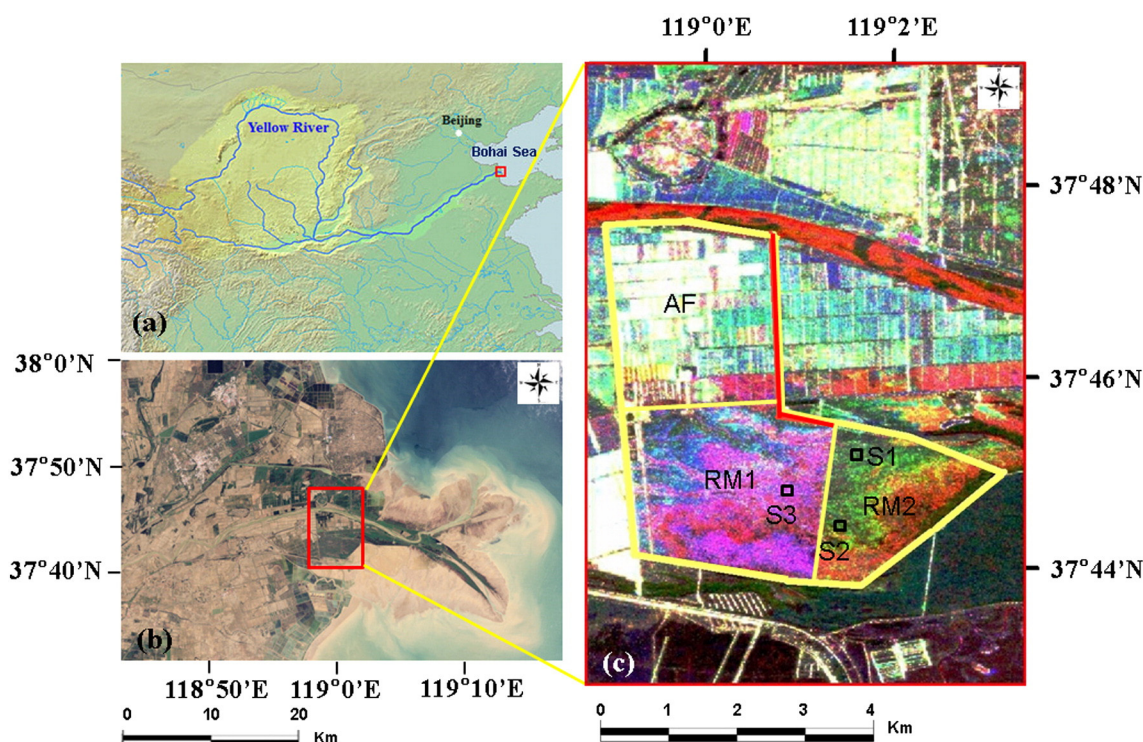 119°0'E 119°2'E
Yellow River
Beijing
Bohai Sea
(a)
38°0'N
37°50'N
37°40'N
(b)
118°50'E 119°0'E 119°10'E
0 10 20
Km
37°48'N
37°46'N
37°44'N
AF
RM1
S3
S1
RM2
S2
(c)
0 1 2 3 4
Km